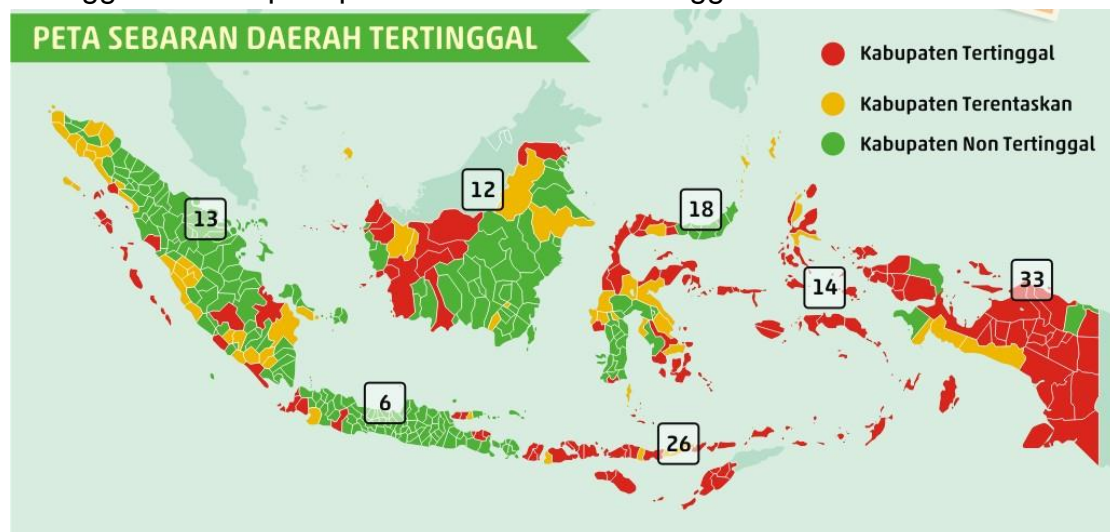 PETA SEBARAN DAERAH TERTINGGAL
Kabupaten Tertinggal
Kabupaten Terentaskan
Kabupaten Non Tertinggal
13
12
18
14
33
6
26